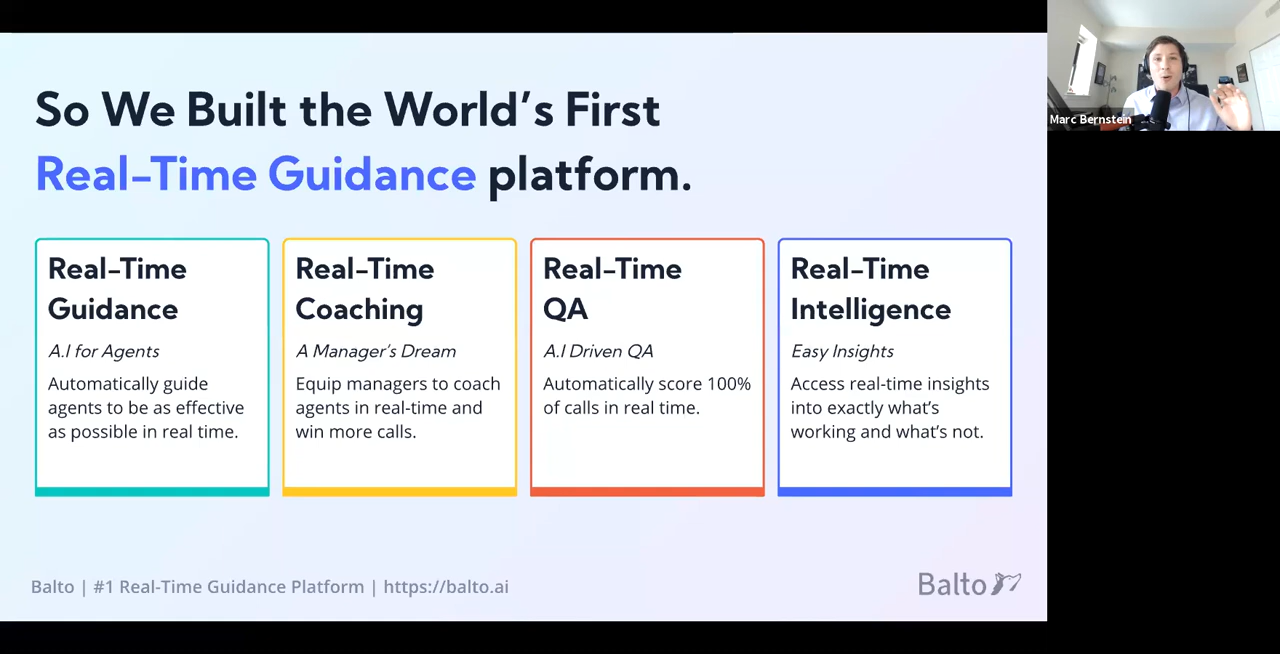 So We Built the World's First
Real-Time Guidance platform.
Real-Time
Guidance
A.I for Agents
Automatically guide
agents to be as effective
as possible in real time.
Real-Time
Coaching
A Manager's Dream
Equip managers to coach
agents in real-time and
win more calls.
Real-Time
QA
A.I Driven QA
Automatically score 100%
of calls in real time.
Real-Time
Intelligence
Easy Insights
Access real-time insights
into exactly what's
working and what's not.
Balto | #1 Real-Time Guidance Platform | https://balto.ai
Balto
Marc Bernstein